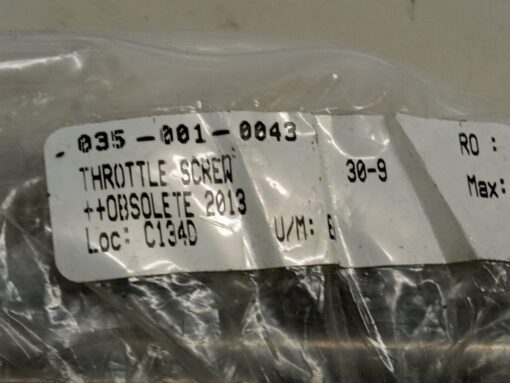 035-001-0043 RO :
THROTTLE SCREW 30-9 Max:
++OBSOLETE 2013
Loc: C134D U/M: